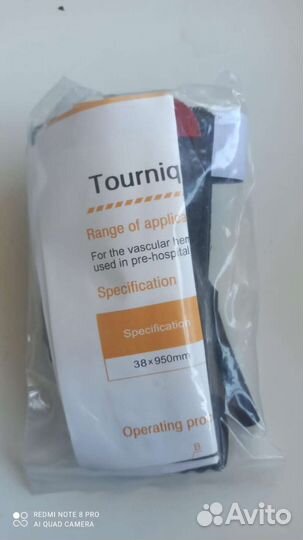 Tourniq
Range of applica
For the vascular hem
used in pre-hospital
Specification
Specification
38×950mm
Operating pro
B
REDMI NOTE 8 PRO
AI QUAD CAMERA
Avito